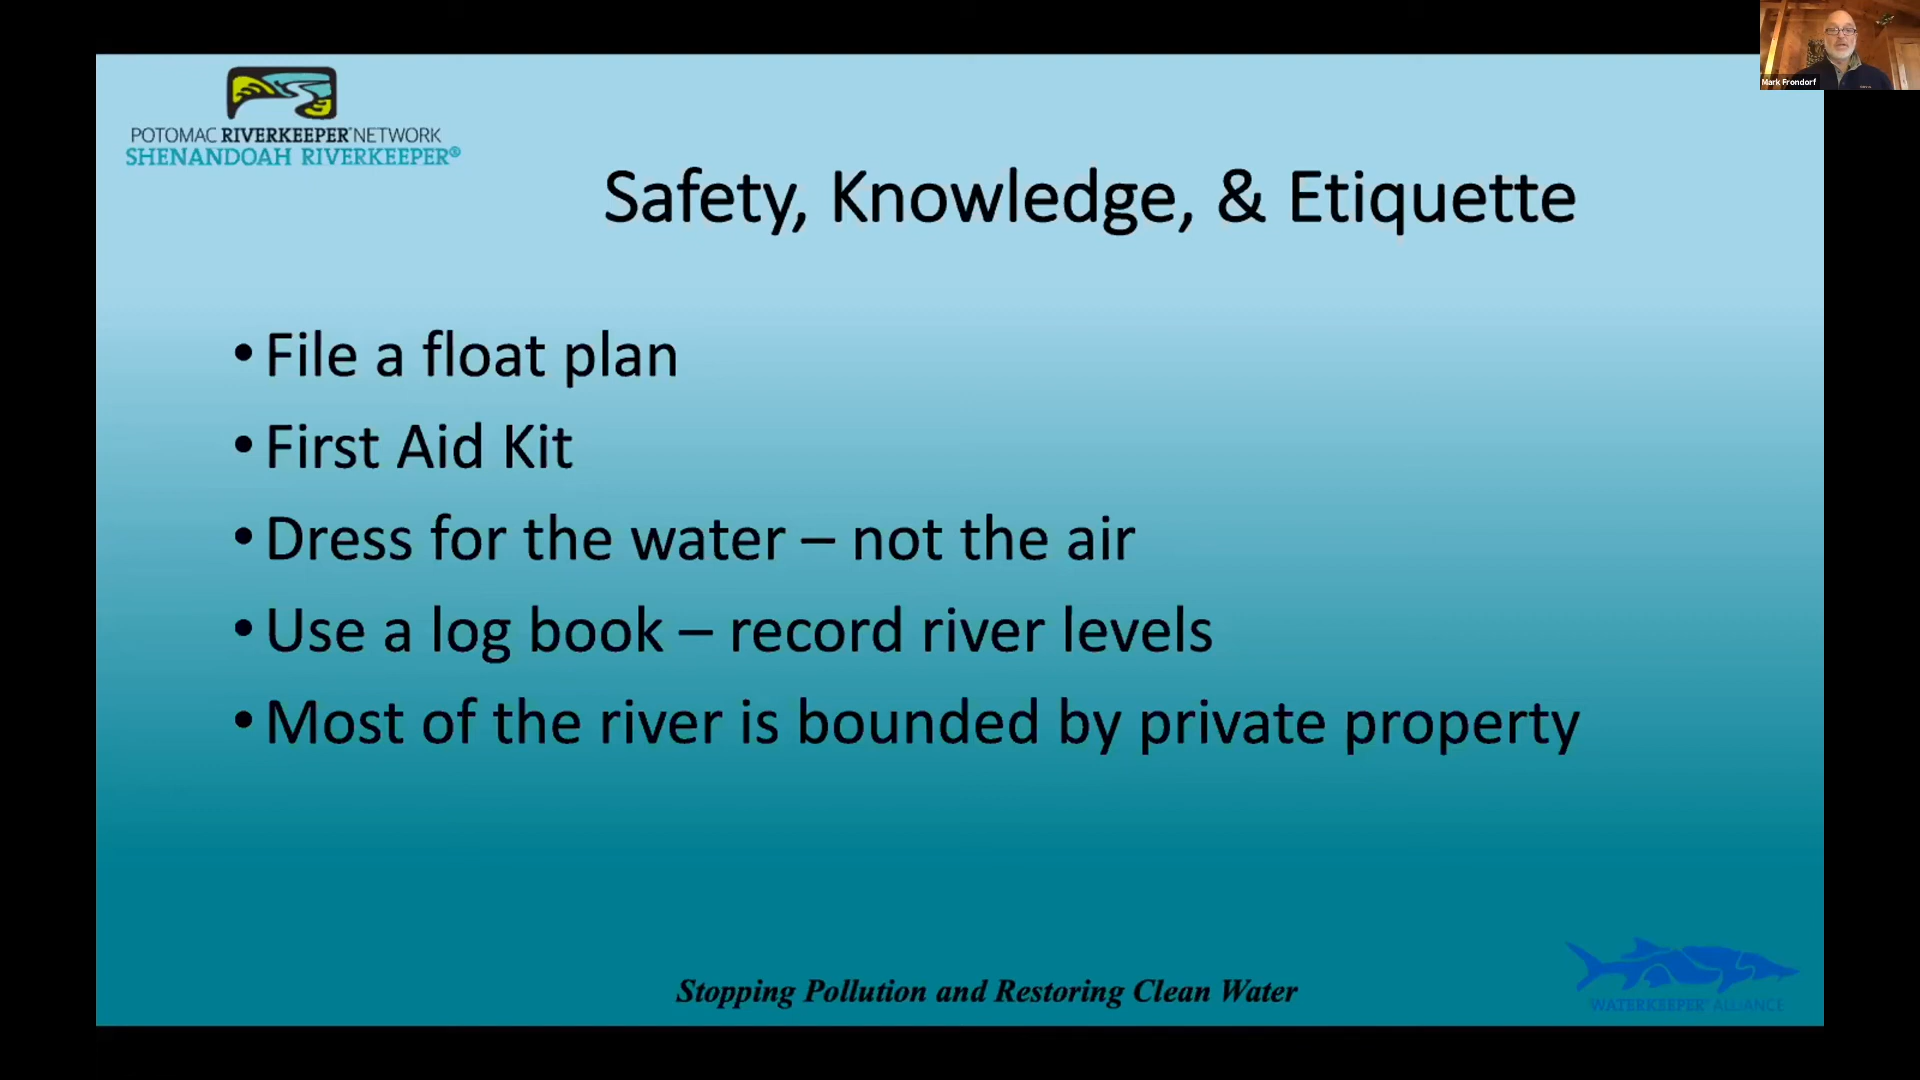 Mark Frondorf
POTOMAC RIVERKEEPER® NETWORK
SHENANDOAH RIVERKEEPER®
Safety, Knowledge, & Etiquette
• File a float plan
• First Aid Kit
• Dress for the water – not the air
• Use a log book – record river levels
• Most of the river is bounded by private property
Stopping Pollution and Restoring Clean Water
WATERKEEPER® ALLIANCE